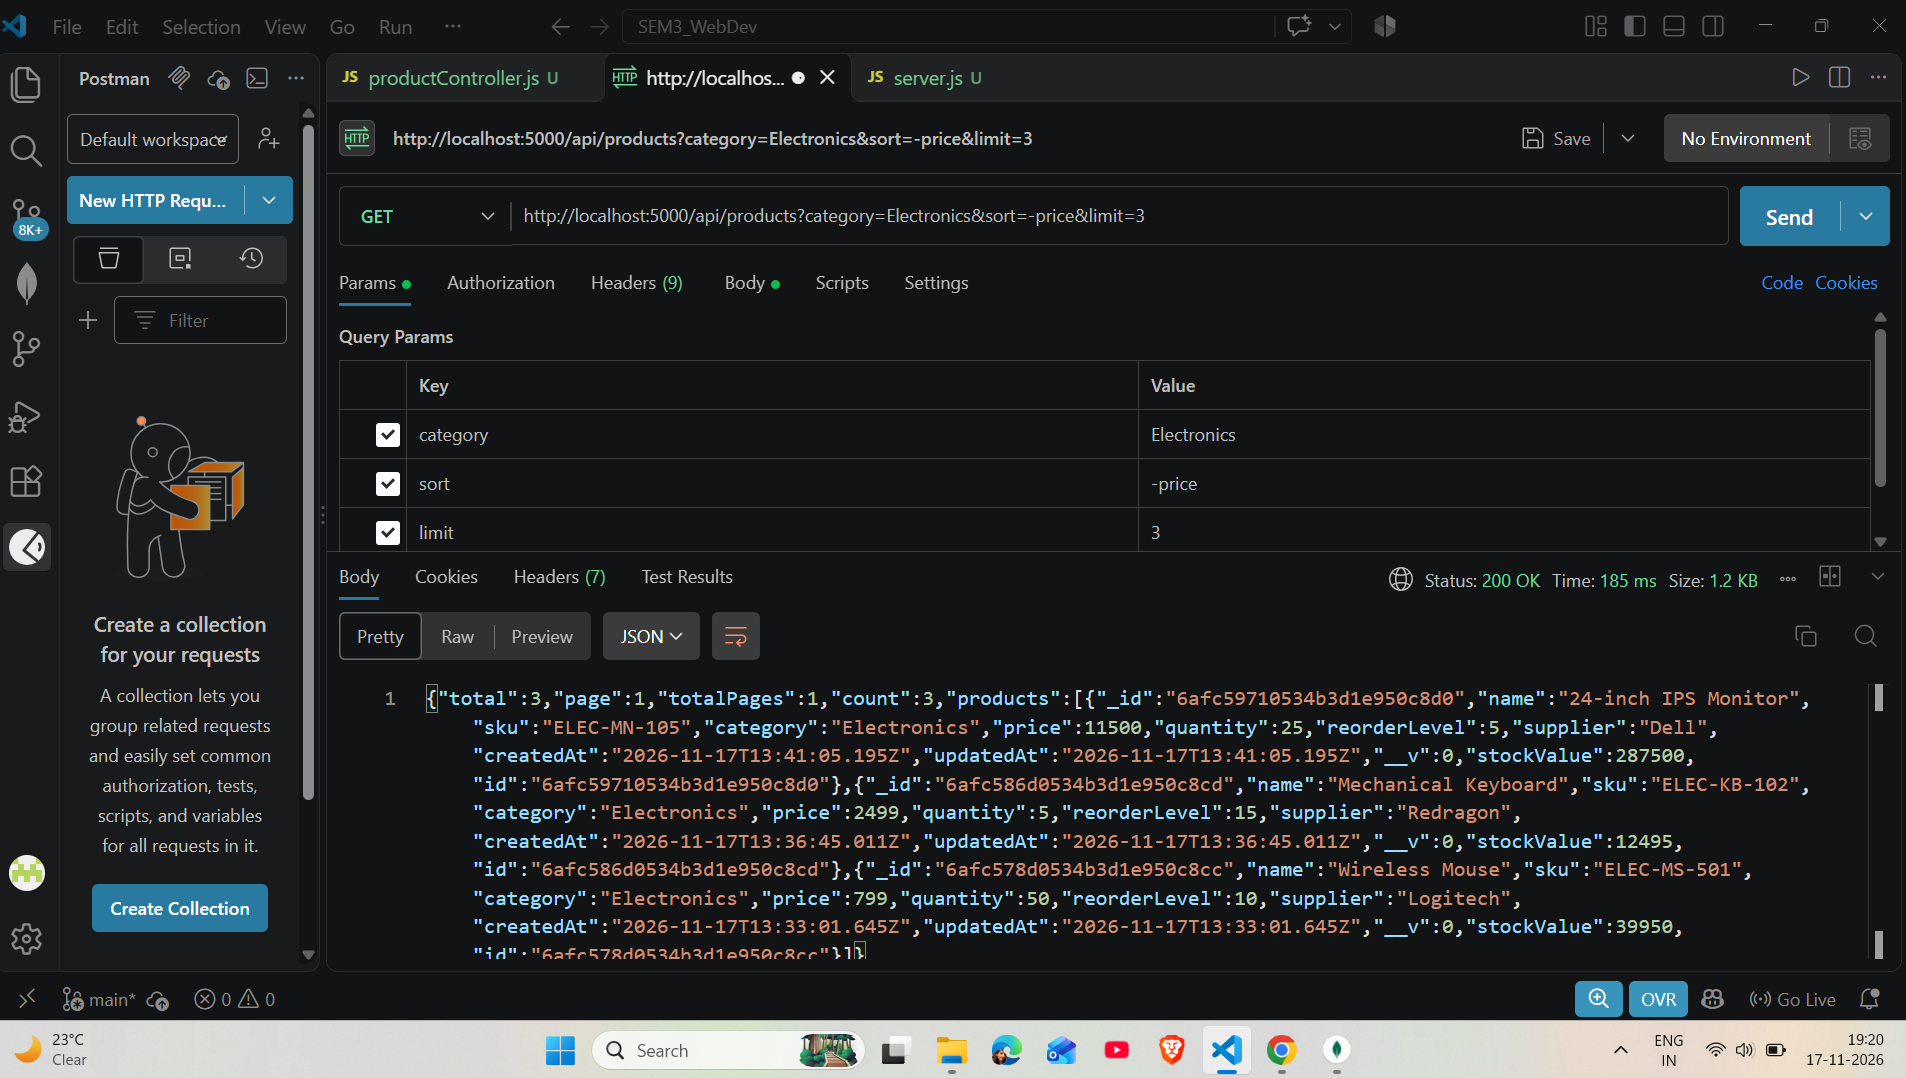 File Edit Selection View Go Run ... SEM3_WebDev
Postman
JS productController.js U
HTTP http://localhos...
JS server.js U
Default workspace
HTTP http://localhost:5000/api/products?category=Electronics&sort=-price&limit=3
Save
No Environment
New HTTP Requ...
8K+
GET
http://localhost:5000/api/products?category=Electronics&sort=-price&limit=3
Send
Params Authorization Headers (9) Body Scripts Settings
Code Cookies
Filter
Query Params
Key Value
category Electronics
sort -price
limit 3
Create a collection
for your requests
A collection lets you
group related requests
and easily set common
authorization, tests,
scripts, and variables
for all requests in it.
Create Collection
Body Cookies Headers (7) Test Results
Status: 200 OK Time: 185 ms Size: 1.2 KB
Pretty Raw Preview JSON
1 {"total":3,"page":1,"totalPages":1,"count":3,"products":[{"_id":"6afc59710534b3d1e950c8d0","name":"24-inch IPS Monitor",
"sku":"ELEC-MN-105","category":"Electronics","price":11500,"quantity":25,"reorderLevel":5,"supplier":"Dell",
"createdAt":"2026-11-17T13:41:05.195Z","updatedAt":"2026-11-17T13:41:05.195Z","__v":0,"stockValue":287500,
"id":"6afc59710534b3d1e950c8d0"},{"_id":"6afc586d0534b3d1e950c8cd","name":"Mechanical Keyboard","sku":"ELEC-KB-102",
"category":"Electronics","price":2499,"quantity":5,"reorderLevel":15,"supplier":"Redragon",
"createdAt":"2026-11-17T13:36:45.011Z","updatedAt":"2026-11-17T13:36:45.011Z","__v":0,"stockValue":12495,
"id":"6afc586d0534b3d1e950c8cd"},{"_id":"6afc578d0534b3d1e950c8cc","name":"Wireless Mouse","sku":"ELEC-MS-501",
"category":"Electronics","price":799,"quantity":50,"reorderLevel":10,"supplier":"Logitech",
"createdAt":"2026-11-17T13:33:01.645Z","updatedAt":"2026-11-17T13:33:01.645Z","__v":0,"stockValue":39950,
"id":"6afc578d0534b3d1e950c8cc"}]}
main* 0 0
OVR
Go Live
23°C
Clear
Search
ENG
IN
19:20
17-11-2026